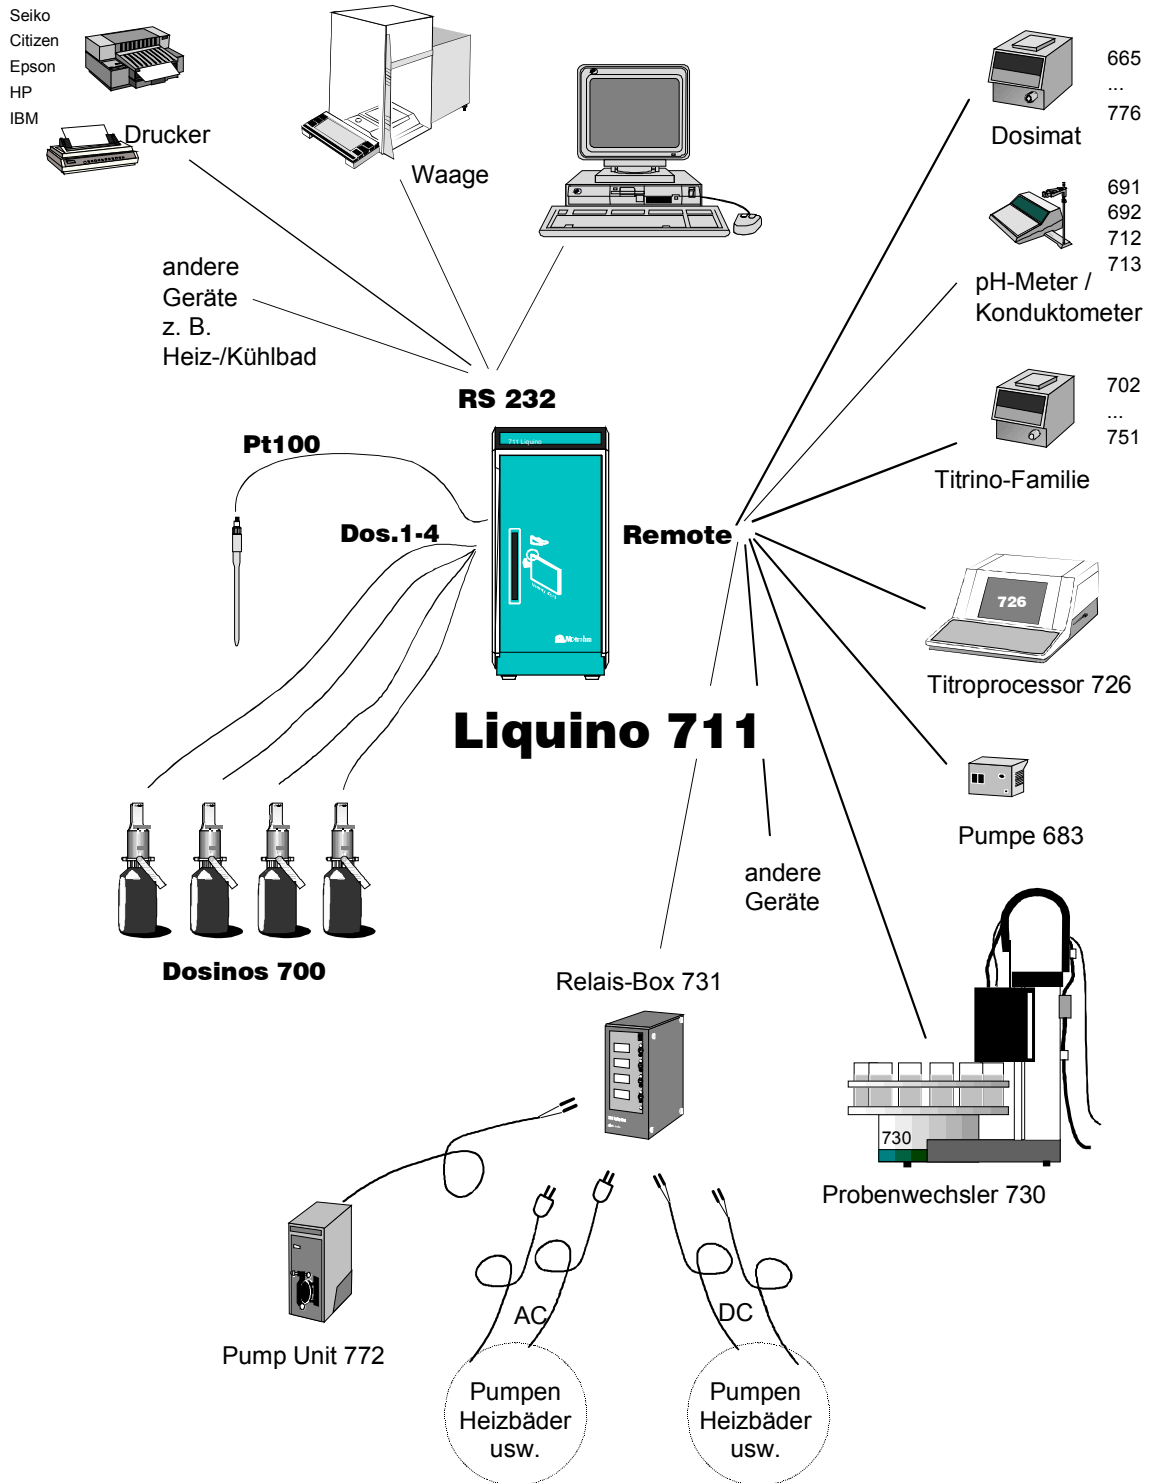 Seiko
Citizen
Epson
HP
IBM
Drucker
Waage
665
...
776
Dosimat
691
692
712
713
pH-Meter /
Konduktometer
andere
Geräte
z. B.
Heiz-/Kühlbad
RS 232
702
...
751
Titrino-Familie
Pt100
711 Liquino
Dos.1-4
Remote
726
Titroprocessor 726
Metrohm
Liquino 711
Pumpe 683
andere
Geräte
Dosinos 700
Relais-Box 731
730
Probenwechsler 730
AC
DC
Pump Unit 772
Pumpen
Heizbäder
usw.
Pumpen
Heizbäder
usw.